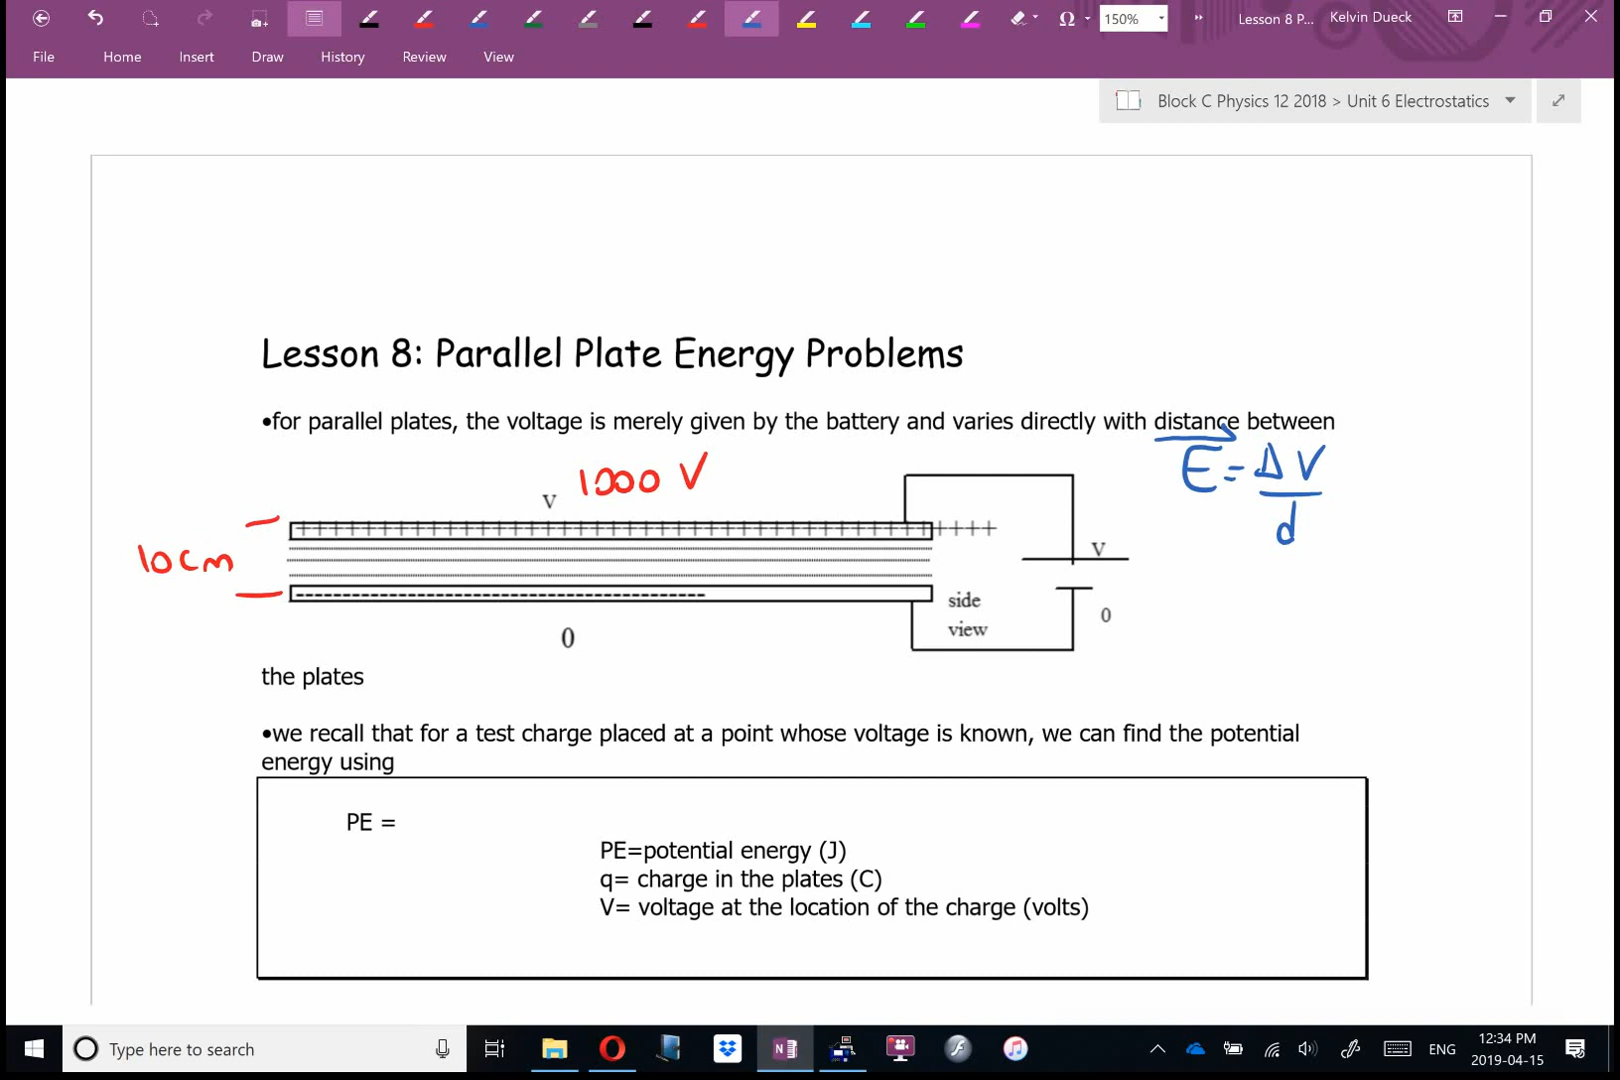 150%
Lesson 8 P...
Kelvin Dueck
File Home Insert Draw History Review View
Block C Physics 12 2018 > Unit 6 Electrostatics
Lesson 8: Parallel Plate Energy Problems
•for parallel plates, the voltage is merely given by the battery and varies directly with distance between
E = ΔV
d
V 1000 V
+++++++++++++++++++++++++++++++++++++++++++++
10cm
V
side
view
0
0
the plates
•we recall that for a test charge placed at a point whose voltage is known, we can find the potential
energy using
PE =
PE=potential energy (J)
q= charge in the plates (C)
V= voltage at the location of the charge (volts)
Type here to search
N
ENG
12:34 PM
2019-04-15